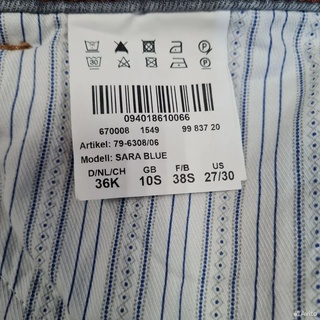 094018610066
670008 1549 99 837 20
Artikel: 79-6308/06
Modell: SARA BLUE
D/NL/CH GB F/B US
36K 10S 38S 27/30
Avito